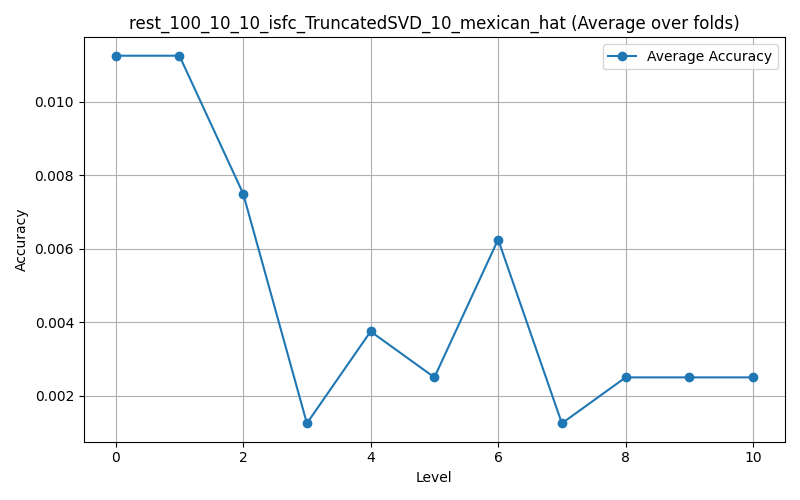 rest_100_10_10_isfc_TruncatedSVD_10_mexican_hat (Average over folds)
Average Accuracy
0.010
0.008
0.006
0.004
0.002
Accuracy
0 2 4 6 8 10
Level